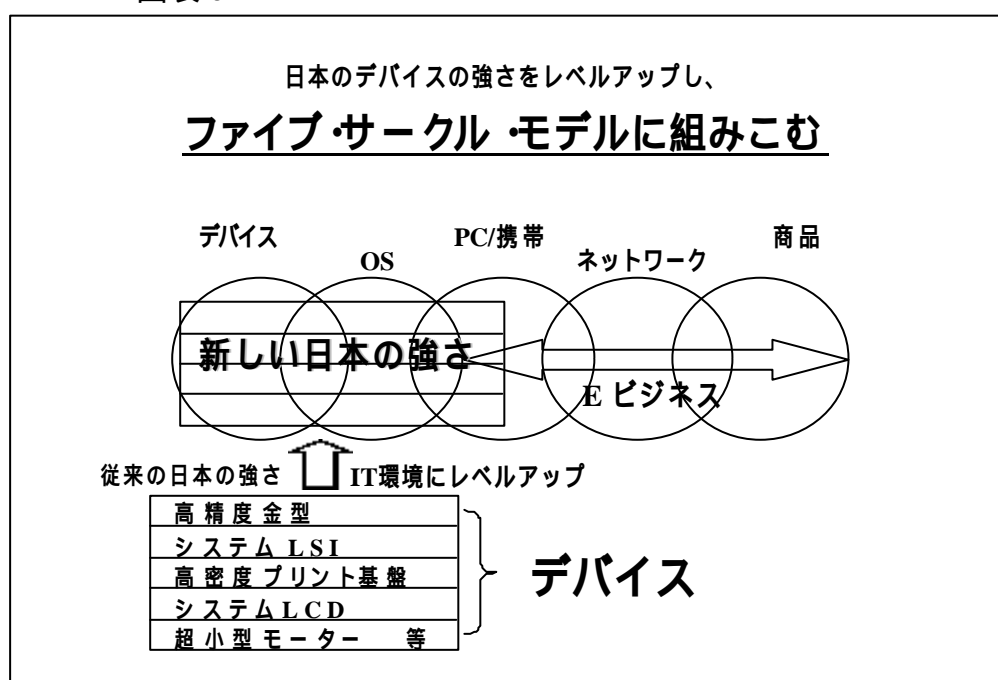 日本のデバイスの強さをレベルアップし、
ファイブ・サークル・モデルに組みこむ
デバイス
OS
PC/携帯
ネットワーク
商品
新しい日本の強さ
E ビジネス
従来の日本の強さ
IT環境にレベルアップ
高精度金型
システム LSI
高密度プリント基盤
システムLCD
超小型モーター 等
デバイス